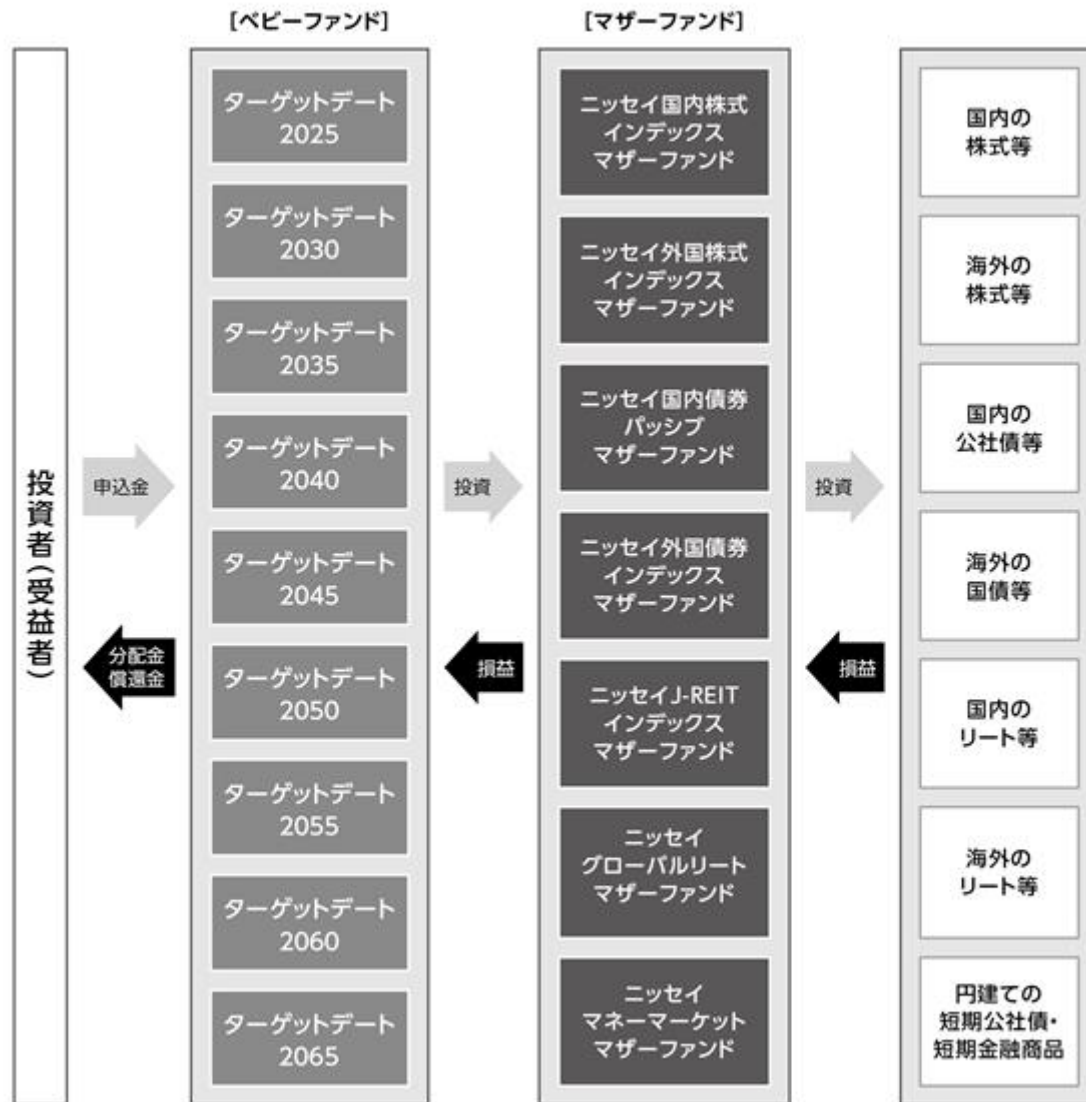 ［ベビーファンド］
［マザーファンド］
投資者（受益者）
申込金
分配金
償還金
ターゲットデート
2025
ターゲットデート
2030
ターゲットデート
2035
ターゲットデート
2040
ターゲットデート
2045
ターゲットデート
2050
ターゲットデート
2055
ターゲットデート
2060
ターゲットデート
2065
投資
損益
ニッセイ国内株式
インデックス
マザーファンド
ニッセイ外国株式
インデックス
マザーファンド
ニッセイ国内債券
パッシブ
マザーファンド
ニッセイ外国債券
インデックス
マザーファンド
ニッセイJ-REIT
インデックス
マザーファンド
ニッセイ
グローバルリート
マザーファンド
ニッセイ
マネーマーケット
マザーファンド
投資
損益
国内の
株式等
海外の
株式等
国内の
公社債等
海外の
国債等
国内の
リート等
海外の
リート等
円建ての
短期公社債・
短期金融商品